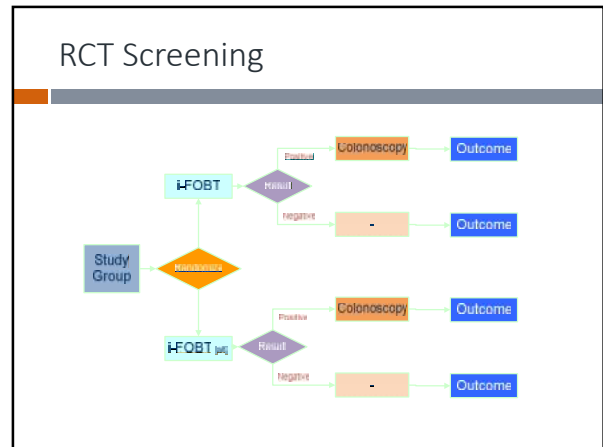 RCT Screening
Positive
Colonoscopy
Outcome
i-FOBT
Result
Negative
-
Outcome
Study
Group
Randomize
Positive
Colonoscopy
Outcome
i-FOBT
Result
Negative
-
Outcome